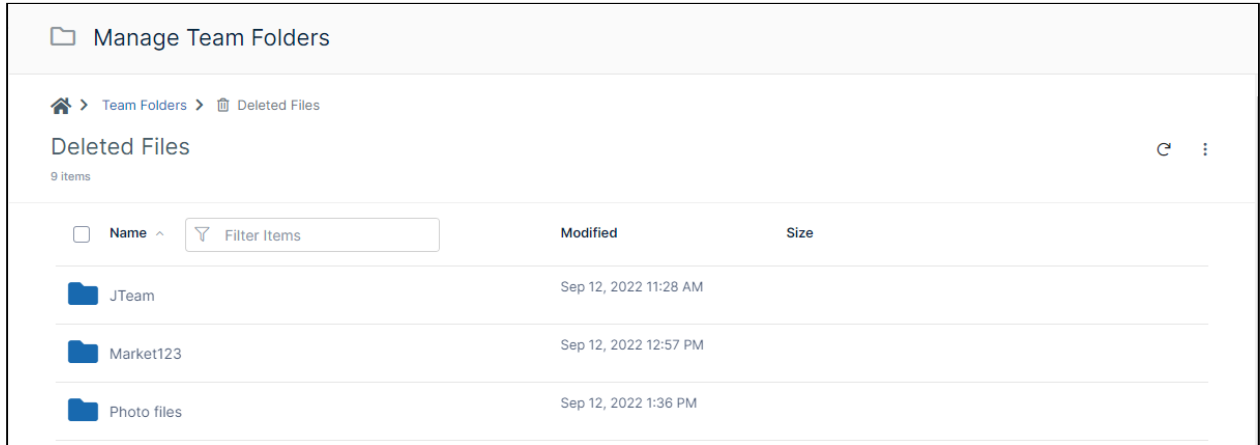 Manage Team Folders
Team Folders Deleted Files
Deleted Files
9 items
Name Filter Items Modified Size
JTeam Sep 12, 2022 11:28 AM
Market123 Sep 12, 2022 12:57 PM
Photo files Sep 12, 2022 1:36 PM